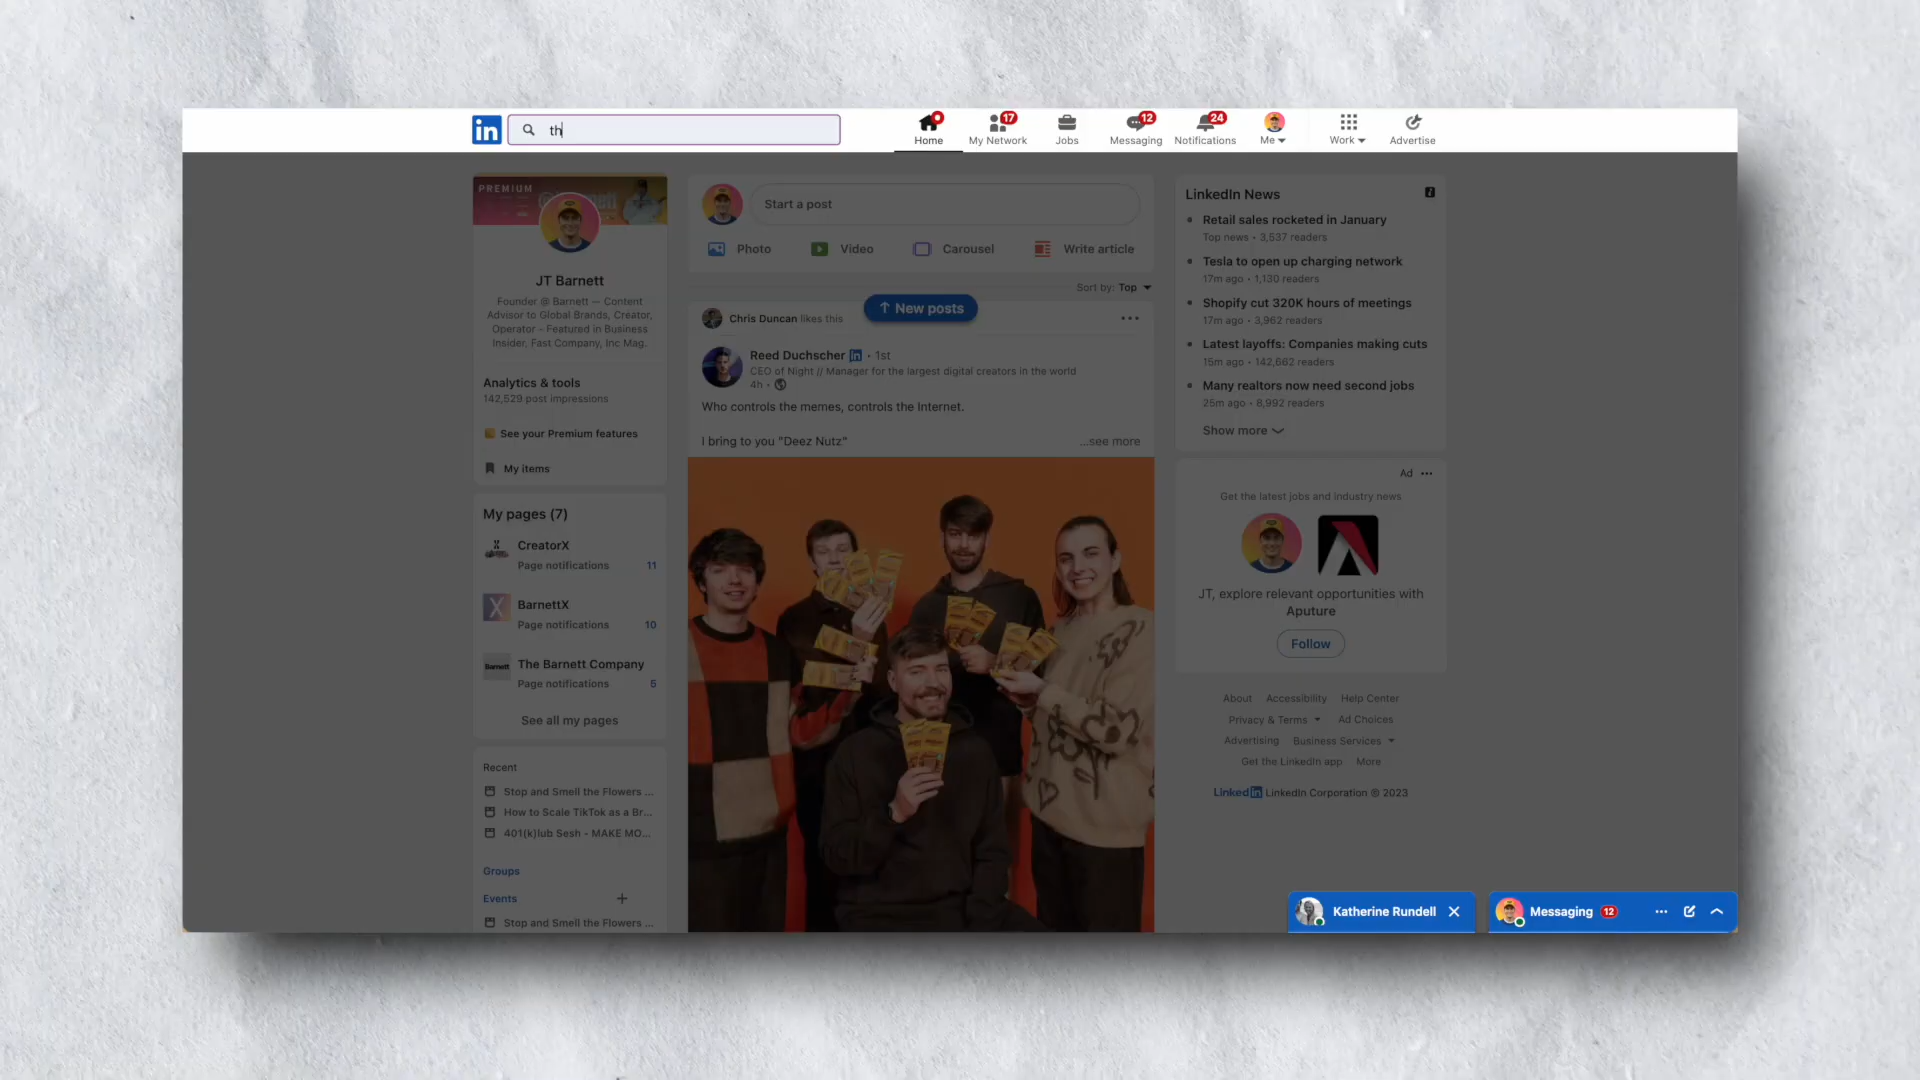 in
th
Home
17
My Network
Jobs
12
Messaging
24
Notifications
Me
Work
Advertise
PREMIUM
JT Barnett
Founder @ Barnett — Content
Advisor to Global Brands, Creator,
Operator - Featured in Business
Insider, Fast Company, Inc Mag.
Analytics & tools
142,529 post impressions
See your Premium features
My items
My pages (7)
CreatorX
Page notifications 11
BarnettX
Page notifications 10
Barnett
The Barnett Company
Page notifications 5
See all my pages
Recent
Stop and Smell the Flowers ...
How to Scale TikTok as a Br...
401(k)lub Sesh - MAKE MO...
Groups
Events
Stop and Smell the Flowers ...
Start a post
Photo
Video
Carousel
Write article
Sort by: Top
↑ New posts
Chris Duncan likes this
Reed Duchscher in • 1st
CEO of Night // Manager for the largest digital creators in the world
4h •
Who controls the memes, controls the Internet.
I bring to you "Deez Nutz"
...see more
LinkedIn News
Retail sales rocketed in January
Top news • 3,537 readers
Tesla to open up charging network
17m ago • 1,130 readers
Shopify cut 320K hours of meetings
17m ago • 3,962 readers
Latest layoffs: Companies making cuts
15m ago • 142,662 readers
Many realtors now need second jobs
25m ago • 8,992 readers
Show more
Ad
Get the latest jobs and industry news
JT, explore relevant opportunities with
Aputure
Follow
About Accessibility Help Center
Privacy & Terms Ad Choices
Advertising Business Services
Get the LinkedIn app More
LinkedIn LinkedIn Corporation © 2023
Katherine Rundell
Messaging 12